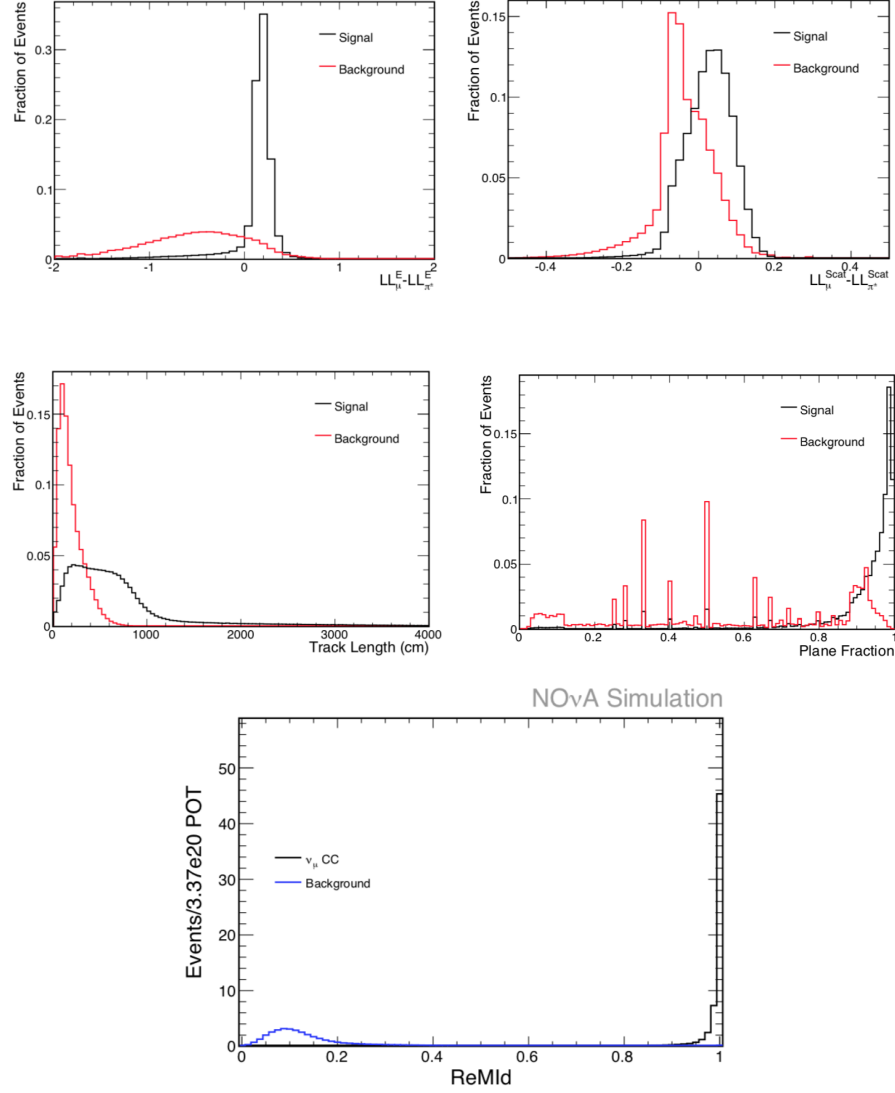 Fraction of Events
0.3
0.2
0.1
0
Signal
Background
-2 -1 0 1 2
LL^E_μ-LL^E_π±
Fraction of Events
0.15
0.1
0.05
0
Signal
Background
-0.4 -0.2 0 0.2 0.4
LL^Scat_μ-LL^Scat_π±
Fraction of Events
0.15
0.1
0.05
0
Signal
Background
0 1000 2000 3000 4000
Track Length (cm)
Fraction of Events
0.15
0.1
0.05
0
Signal
Background
0 0.2 0.4 0.6 0.8 1
Plane Fraction
NOνA Simulation
Events/3.37e20 POT
50
40
30
20
10
0
ν_μ CC
Background
0 0.2 0.4 0.6 0.8 1
ReMId